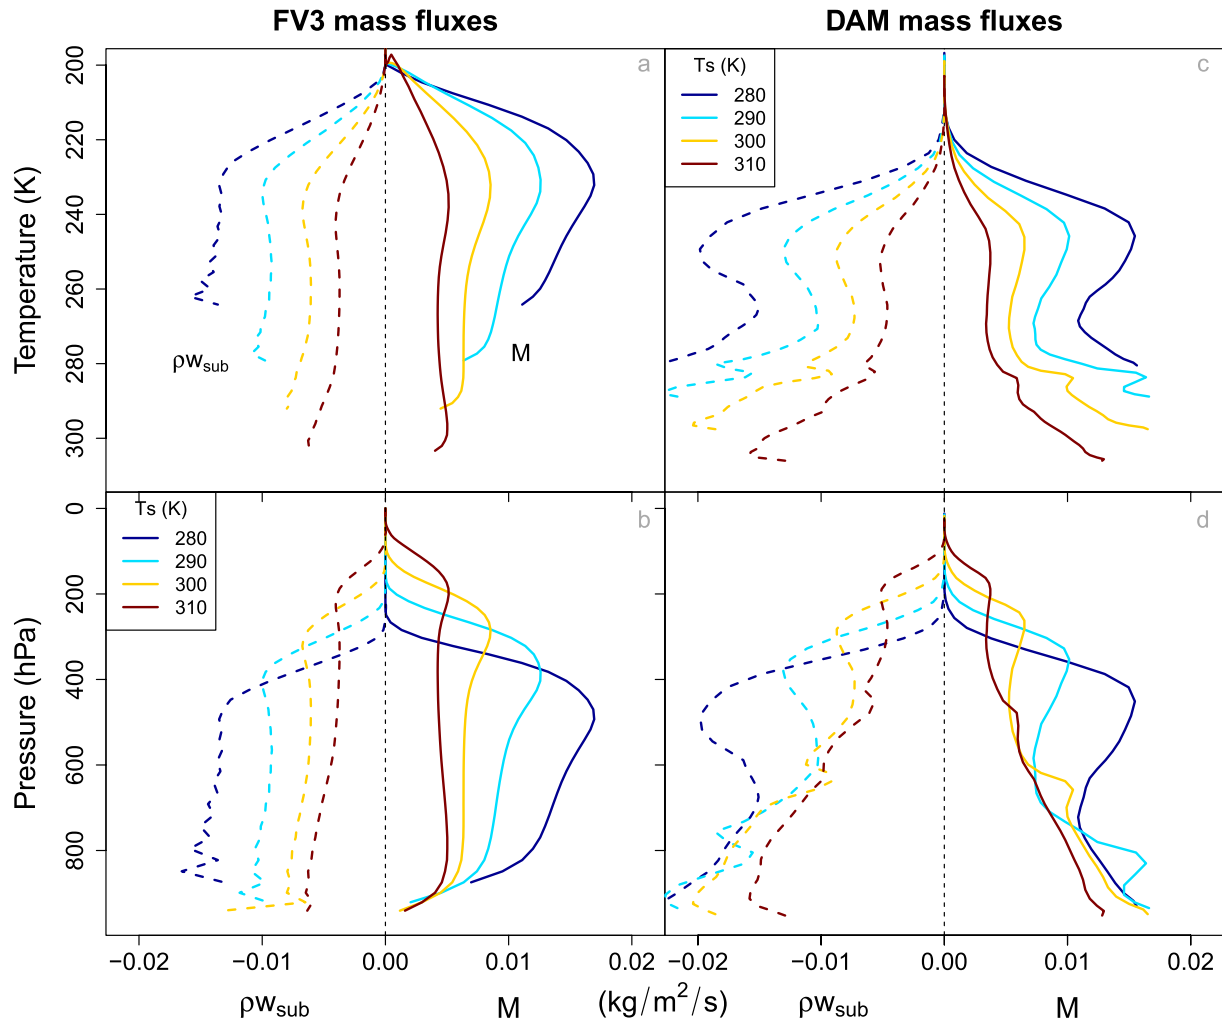 FV3 mass fluxes
DAM mass fluxes
a
Ts (K)
280
290
300
310
c
200
220
240
260
280
300
Temperature (K)
ρwsub
M
Ts (K)
280
290
300
310
b
d
0
200
400
600
800
Pressure (hPa)
−0.02 −0.01 0.00 0.01 0.02
−0.02 −0.01 0.00 0.01 0.02
ρwsub M (kg/m2/s) ρwsub M